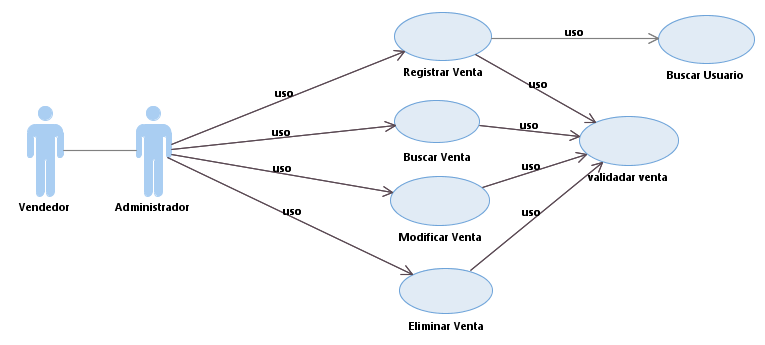 uso
Registrar Venta
Buscar Usuario
uso
uso
uso
uso
Buscar Venta
uso
uso
validadar venta
Vendedor
Administrador
uso
uso
Modificar Venta
Eliminar Venta